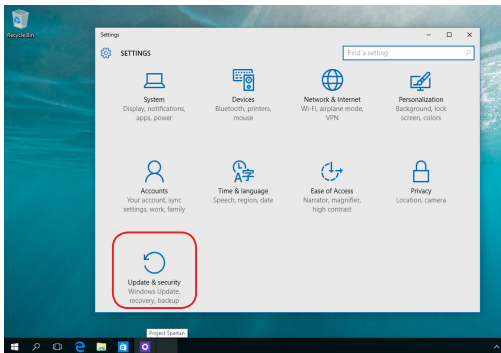 Recycle Bin
Settings
SETTINGS
Find a setting
System
Display, notifications,
apps, power
Devices
Bluetooth, printers,
mouse
Network & Internet
Wi-Fi, airplane mode,
VPN
Personalization
Background, lock
screen, colors
Accounts
Your account, sync
settings, work, family
Time & language
Speech, region, date
Ease of Access
Narrator, magnifier,
high contrast
Privacy
Location, camera
Update & security
Windows Update,
recovery, backup
Project Spartan